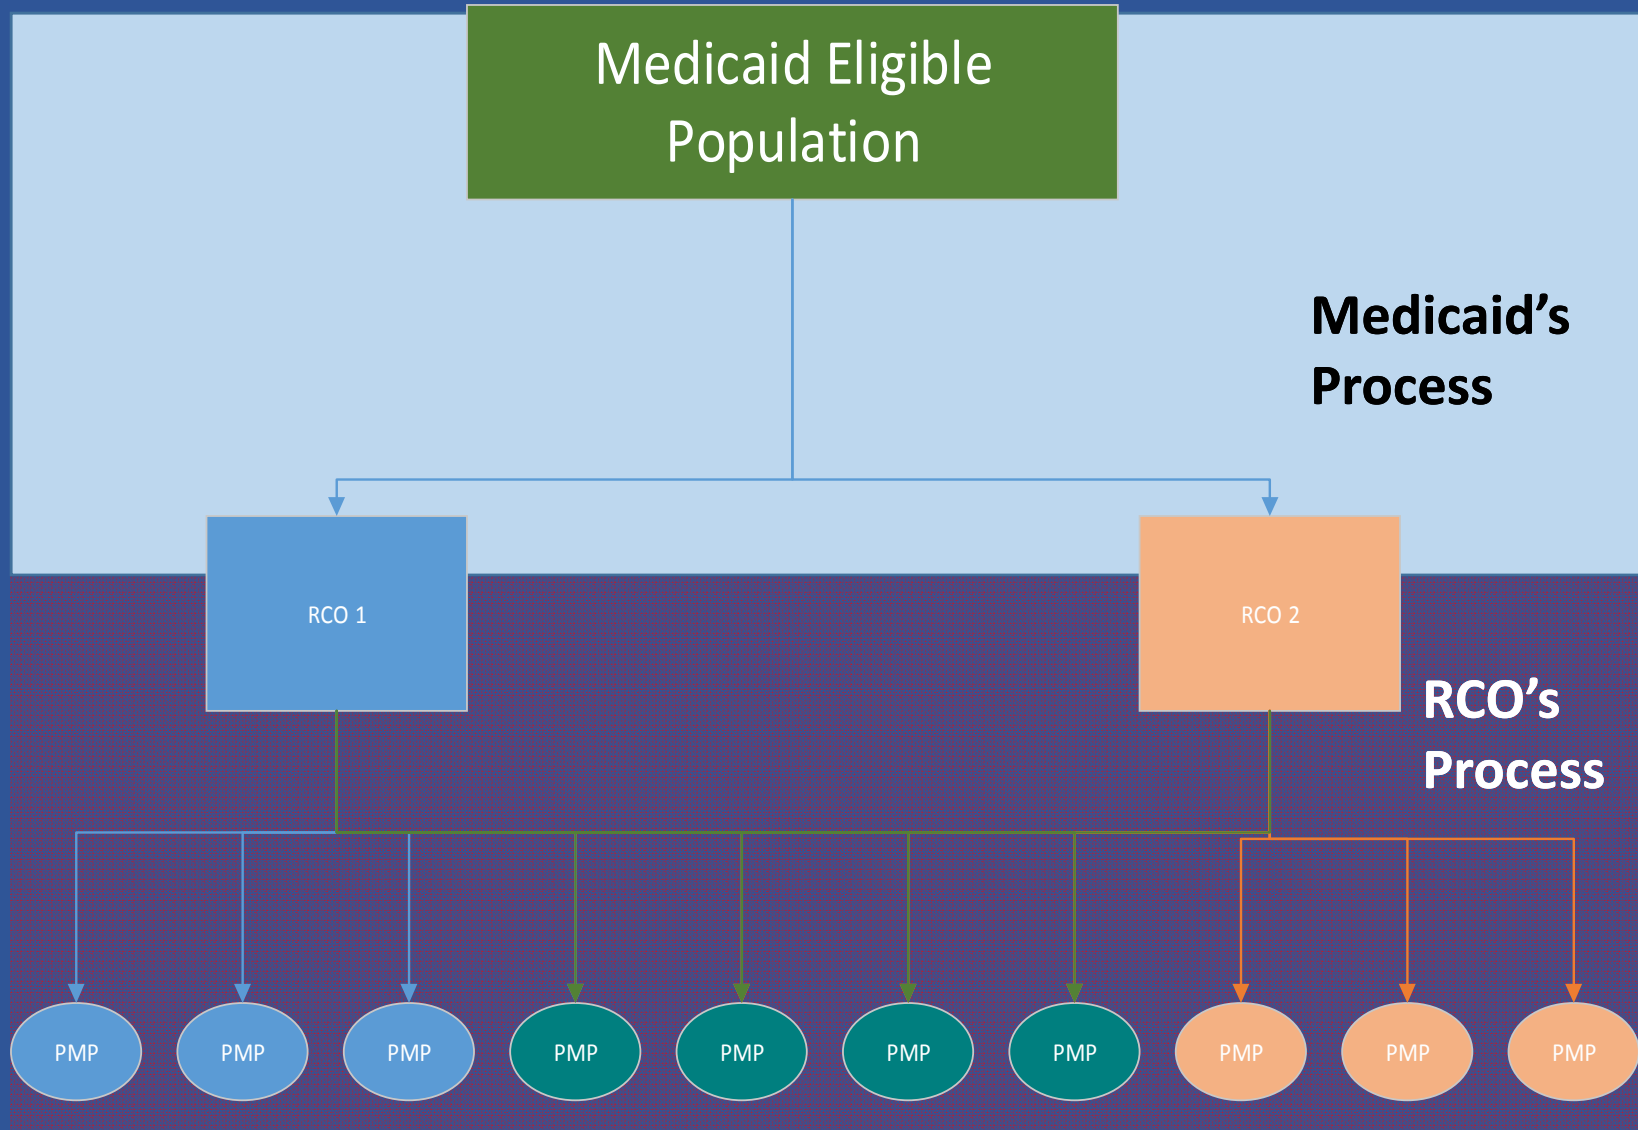 Medicaid Eligible
Population
Medicaid’s
Process
RCO 1
RCO 2
RCO’s
Process
PMP
PMP
PMP
PMP
PMP
PMP
PMP
PMP
PMP
PMP